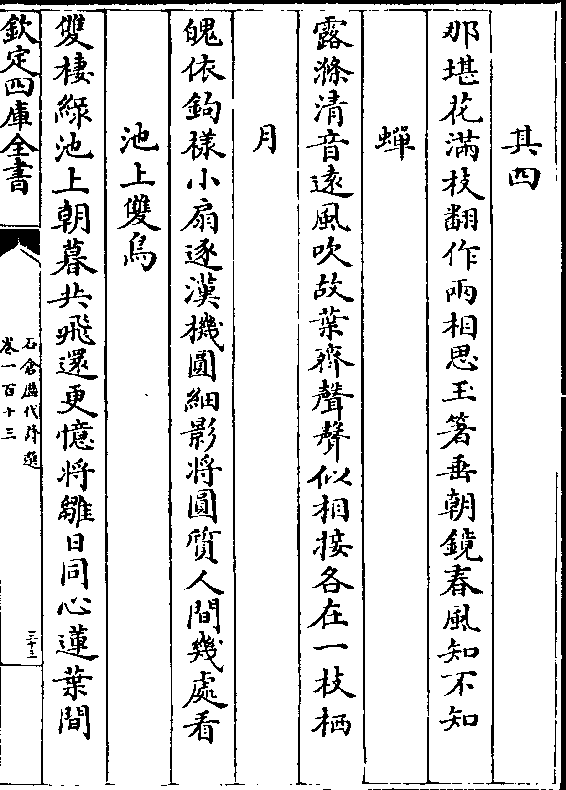 其四
那堪花滿枝翻作兩相思玉箸垂朝鏡春風知不知
蟬
露滌清音遠風吹故葉齊聲聲似相接各在一枝栖
月
魄依鈎樣小扇逐漢機圓細影將圓質人間幾處看
池上雙鳥
雙棲綠池上朝暮共飛還更憶將雛日同心蓮葉間
欽定四庫全書
石倉歷代詩選
卷一百十三
三十三